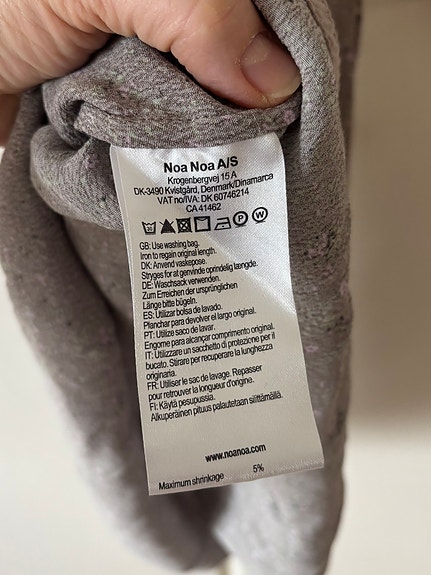 Noa Noa A/S
Krogenbergvej 15 A
DK-3490 Kvistgård, Denmark/Dinamarca
VAT no/IVA: DK 60746214
CA 41462
P W
GB: Use washing bag.
Iron to regain original length.
DK: Anvend vaskepose.
Stryges for at genvinde oprindelig længde.
DE: Waschsack verwenden.
Zum Erreichen der ursprünglichen
Länge bitte bügeln.
ES: Utilizar bolsa de lavado.
Planchar para devolver el largo original.
PT: Utilize saco de lavar.
Engome para alcançar comprimento original.
IT: Utilizzare un sacchetto di protezione per il
bucato. Stirare per recuperare la lunghezza
originaria.
FR: Utiliser le sac de lavage. Repasser
pour retrouver la longueur d'origine.
FI: Käytä pesupussia.
Alkuperäinen pituus palautetaan silittämällä.
www.noanoa.com
Maximum shrinkage 5%